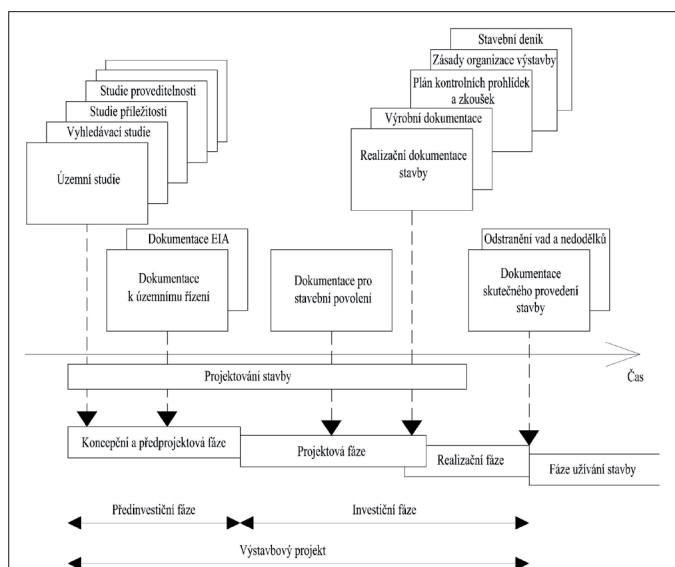 Stavební deník
Zásady organizace výstavby
Studie proveditelnosti
Plán kontrolních prohlídek
a zkoušek
Studie příležitosti
Výrobní dokumentace
Vyhledávací studie
Realizační dokumentace
stavby
Územní studie
Dokumentace EIA
Odstranění vad a nedodělků
Dokumentace
k územnímu řízení
Dokumentace pro
stavební povolení
Dokumentace
skutečného provedení
stavby
Projektování stavby
Čas
Koncepční a předprojektová fáze
Projektová fáze
Realizační fáze
Fáze užívání stavby
Předinvestiční fáze
Investiční fáze
Výstavbový projekt